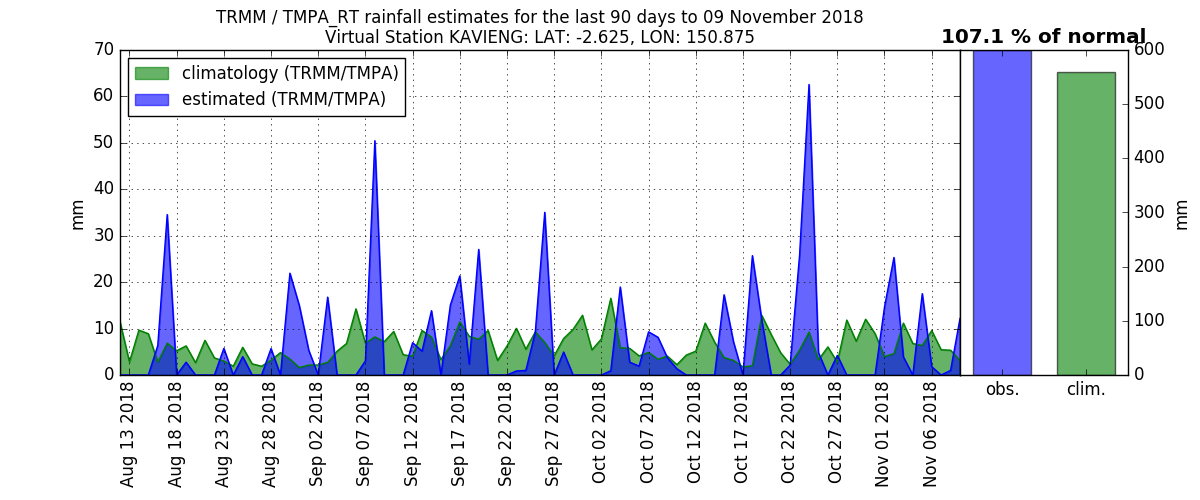 TRMM / TMPA_RT rainfall estimates for the last 90 days to 09 November 2018
Virtual Station KAVIENG: LAT: -2.625, LON: 150.875
107.1 % of normal
climatology (TRMM/TMPA)
estimated (TRMM/TMPA)
70
60
50
40
30
20
10
0
mm
600
500
400
300
200
100
0
mm
obs.
clim.
Aug 13 2018
Aug 18 2018
Aug 23 2018
Aug 28 2018
Sep 02 2018
Sep 07 2018
Sep 12 2018
Sep 17 2018
Sep 22 2018
Sep 27 2018
Oct 02 2018
Oct 07 2018
Oct 12 2018
Oct 17 2018
Oct 22 2018
Oct 27 2018
Nov 01 2018
Nov 06 2018